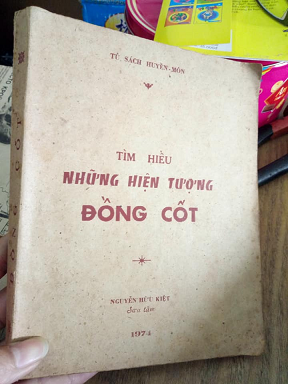 TỦ SÁCH HUYỀN-MÔN
TÌM HIỂU
NHỮNG HIỆN TƯỢNG
ĐỒNG CỐT
NGUYỄN HỮU KIỆT
Sưu tầm
1974